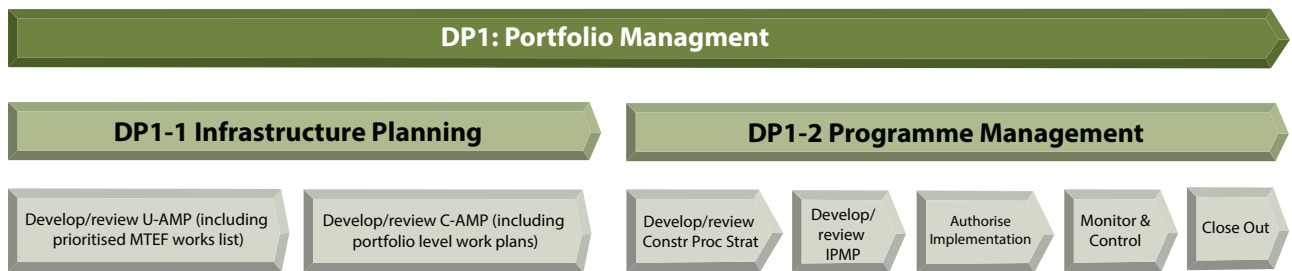 DP1: Portfolio Managment
DP1-1 Infrastructure Planning
DP1-2 Programme Management
Develop/review U-AMP (including
prioritised MTEF works list)
Develop/review C-AMP (including
portfolio level work plans)
Develop/review
Constr Proc Strat
Develop/
review
IPMP
Authorise
Implementation
Monitor &
Control
Close Out